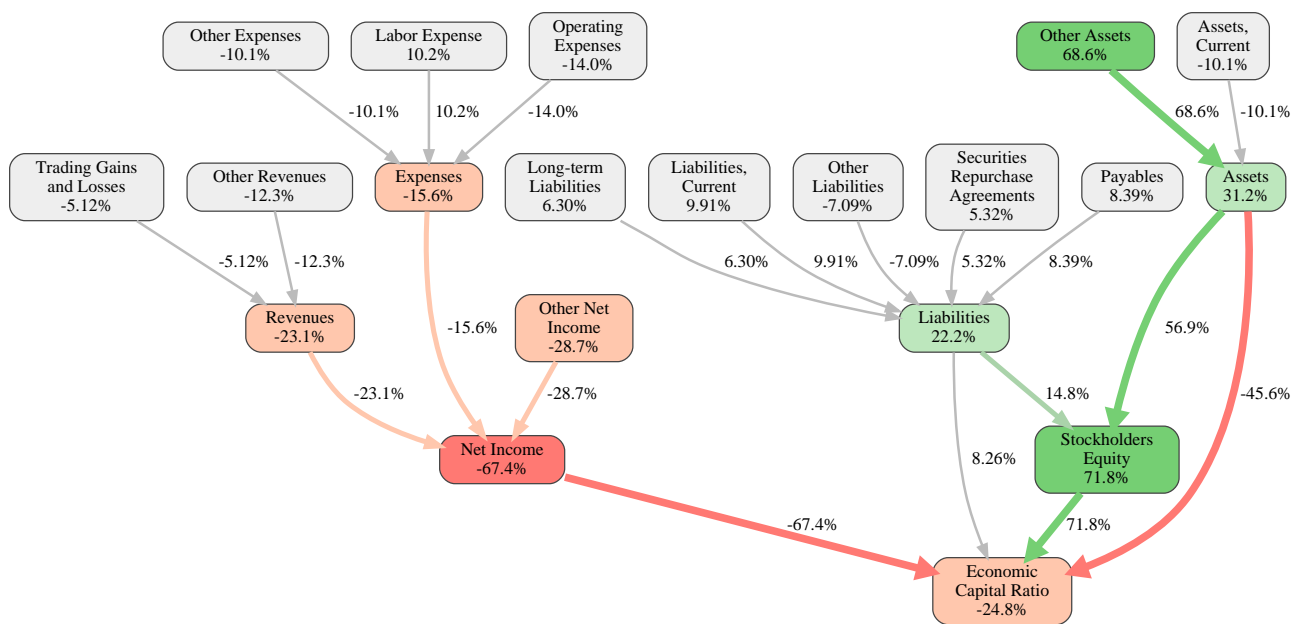 Other Expenses
-10.1%
Labor Expense
10.2%
Operating
Expenses
-14.0%
Other Assets
68.6%
Assets,
Current
-10.1%
-10.1%
10.2%
-14.0%
68.6%
-10.1%
Trading Gains
and Losses
-5.12%
Other Revenues
-12.3%
Expenses
-15.6%
Long-term
Liabilities
6.30%
Liabilities,
Current
9.91%
Other
Liabilities
-7.09%
Securities
Repurchase
Agreements
5.32%
Payables
8.39%
Assets
31.2%
-5.12%
-12.3%
6.30%
9.91%
-7.09%
5.32%
8.39%
Revenues
-23.1%
-15.6%
Other Net
Income
-28.7%
Liabilities
22.2%
56.9%
-23.1%
-28.7%
14.8%
-45.6%
Net Income
-67.4%
8.26%
Stockholders
Equity
71.8%
-67.4%
71.8%
Economic
Capital Ratio
-24.8%